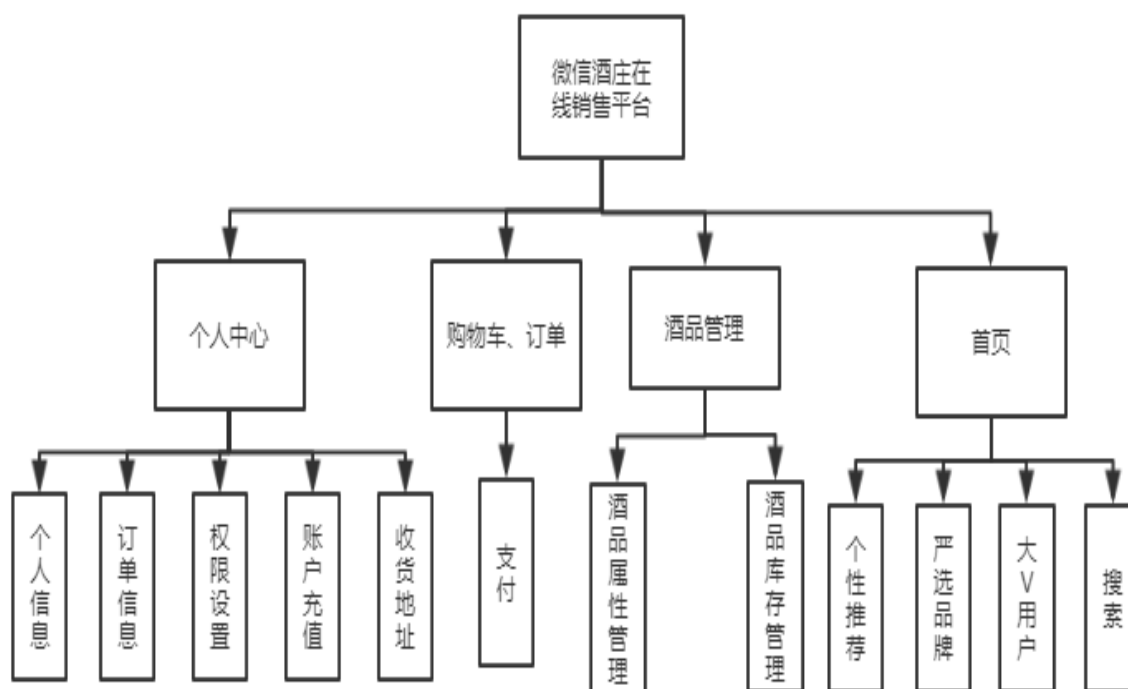 微信酒庄在
线销售平台
个人中心
购物车、订单
酒品管理
首页
个人信息
订单信息
权限设置
账户充值
收货地址
支付
酒品属性管理
酒品库存管理
个性推荐
严选品牌
大V用户
搜索